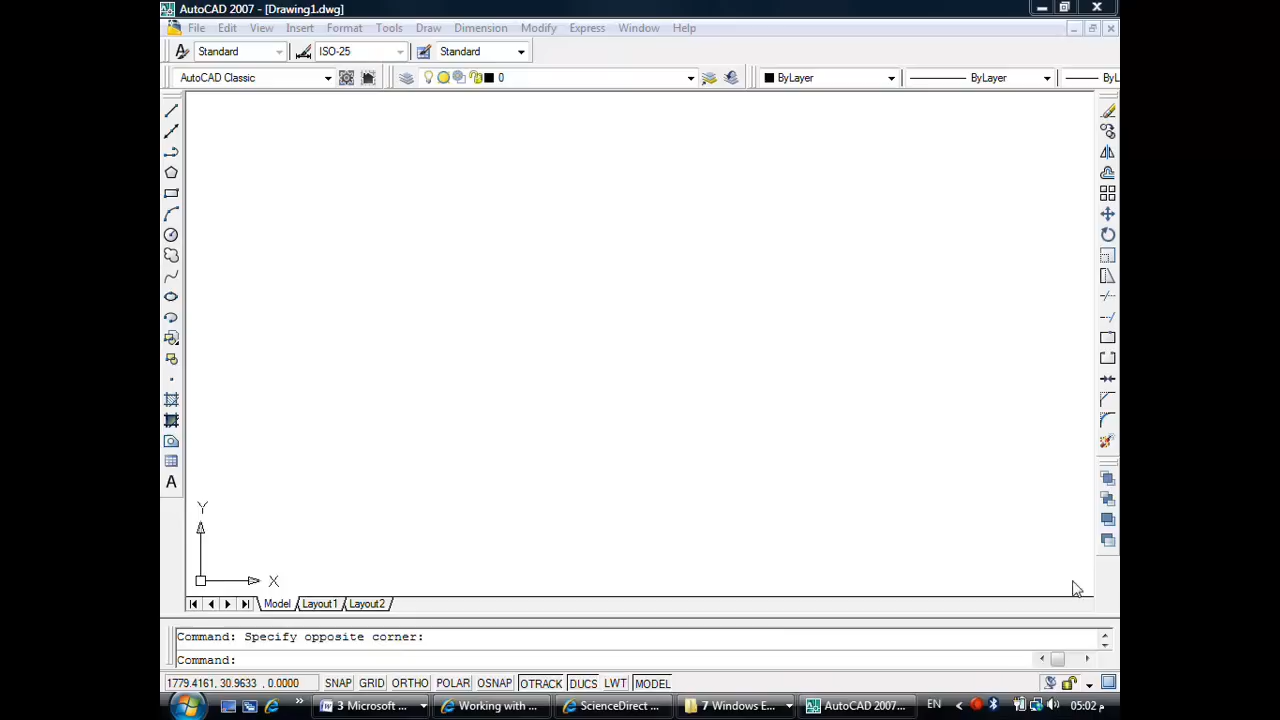 AutoCAD 2007 - [Drawing1.dwg]
File Edit View Insert Format Tools Draw Dimension Modify Express Window Help
Standard ISO-25 Standard
AutoCAD Classic 0 ByLayer ByLayer ByL
Y
X
Model Layout1 Layout2
Command: Specify opposite corner:
Command:
1779.4161, 30.9633 , 0.0000 SNAP GRID ORTHO POLAR OSNAP OTRACK DUCS LWT MODEL
3 Microsoft ... Working with ... ScienceDirect ... 7 Windows E... AutoCAD 2007... EN 05:02 م